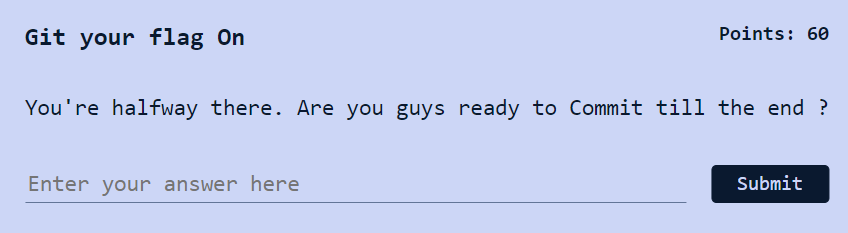 Git your flag On
Points: 60
You're halfway there. Are you guys ready to Commit till the end ?
Enter your answer here
Submit